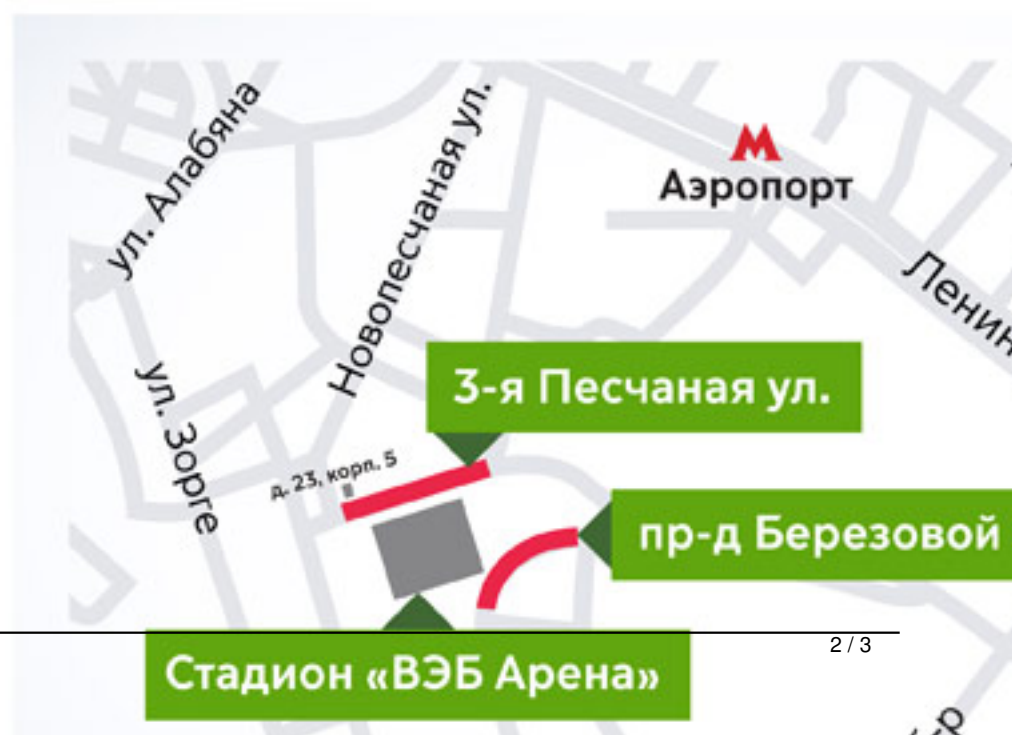 ул. Алабяна
Новопесчаная ул.
М
Аэропорт
Ленин
3-я Песчаная ул.
ул. Зорге
д. 23, корп. 5
пр-д Березовой
2 / 3
Стадион «ВЭБ Арена»